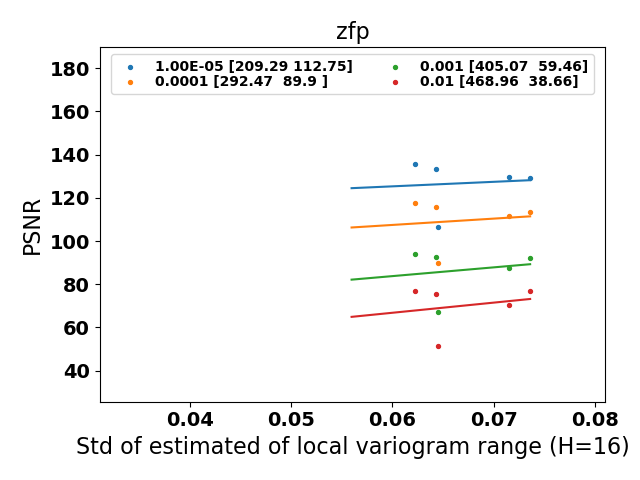 zfp
1.00E-05 [209.29 112.75]
0.0001 [292.47  89.9 ]
0.001 [405.07  59.46]
0.01 [468.96  38.66]
180
160
140
120
100
80
60
40
PSNR
0.04 0.05 0.06 0.07 0.08
Std of estimated of local variogram range (H=16)